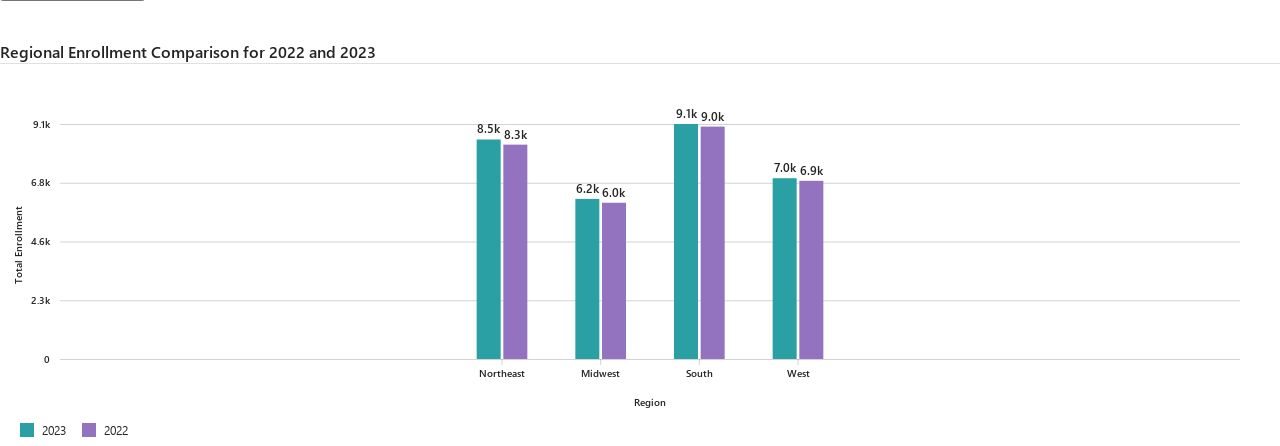 Regional Enrollment Comparison for 2022 and 2023
Total Enrollment
9.1k
6.8k
4.6k
2.3k
0
8.5k
8.3k
6.2k
6.0k
9.1k
9.0k
7.0k
6.9k
Northeast
Midwest
South
West
Region
2023
2022